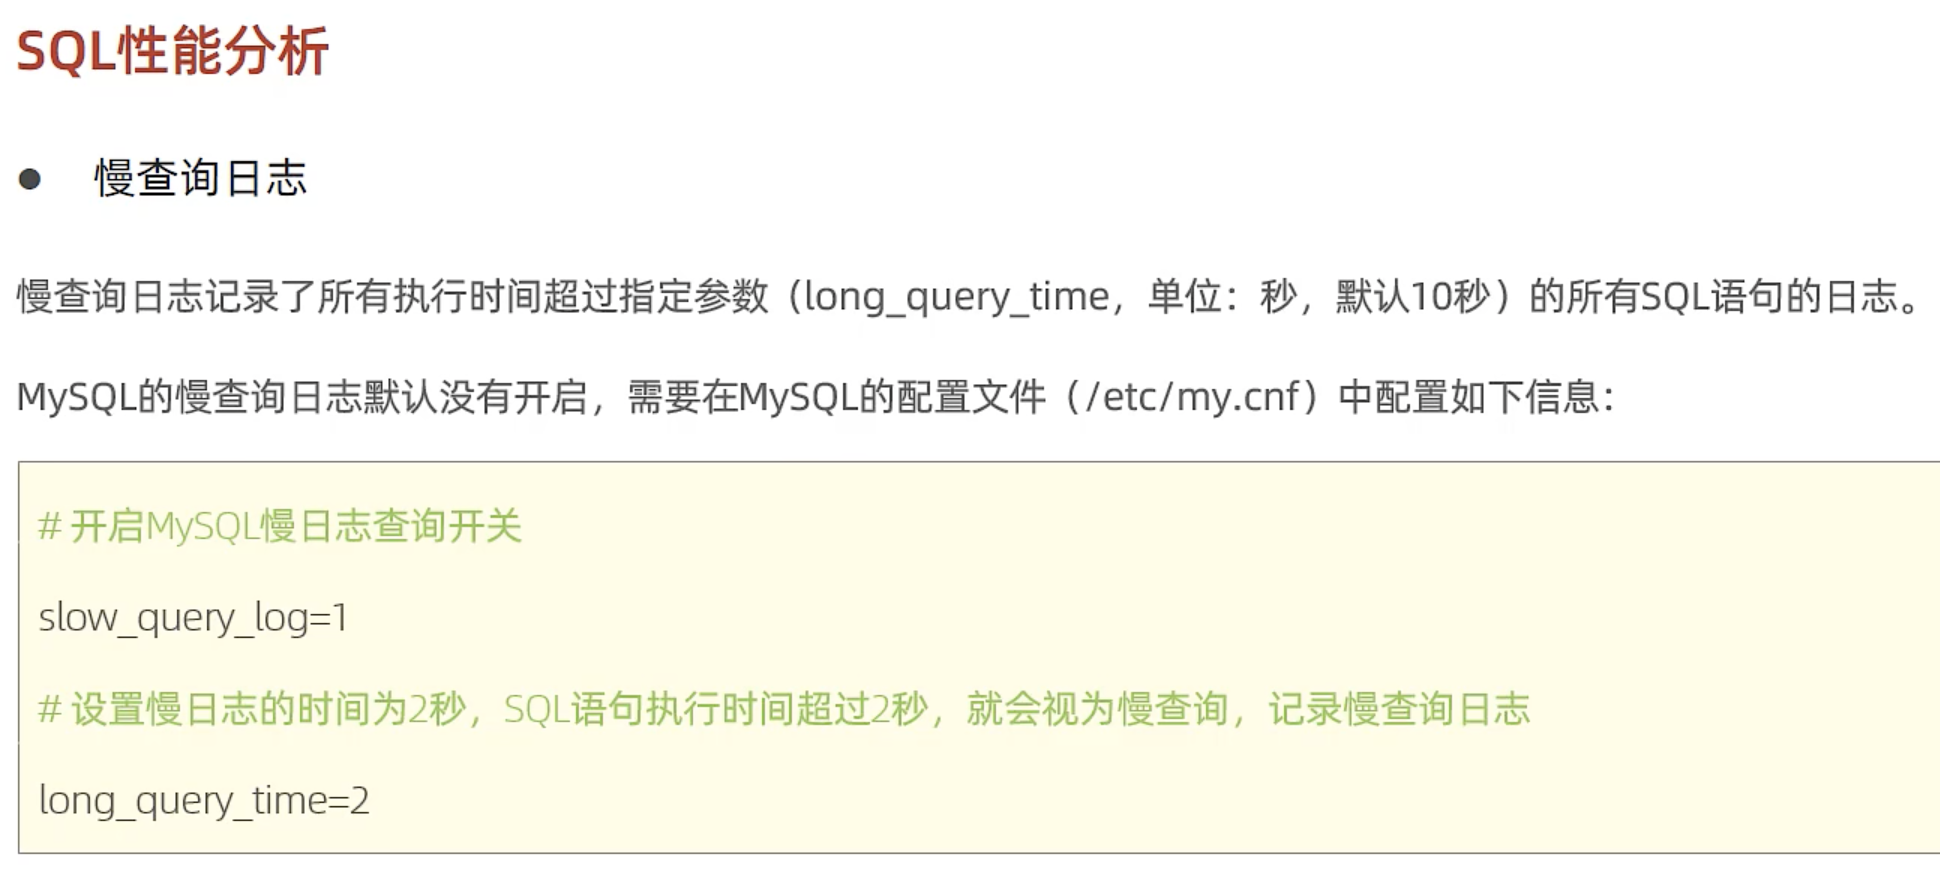 SQL性能分析
● 慢查询日志
慢查询日志记录了所有执行时间超过指定参数（long_query_time，单位：秒，默认10秒）的所有SQL语句的日志。
MySQL的慢查询日志默认没有开启，需要在MySQL的配置文件（/etc/my.cnf）中配置如下信息：
# 开启MySQL慢日志查询开关
slow_query_log=1
# 设置慢日志的时间为2秒，SQL语句执行时间超过2秒，就会视为慢查询，记录慢查询日志
long_query_time=2